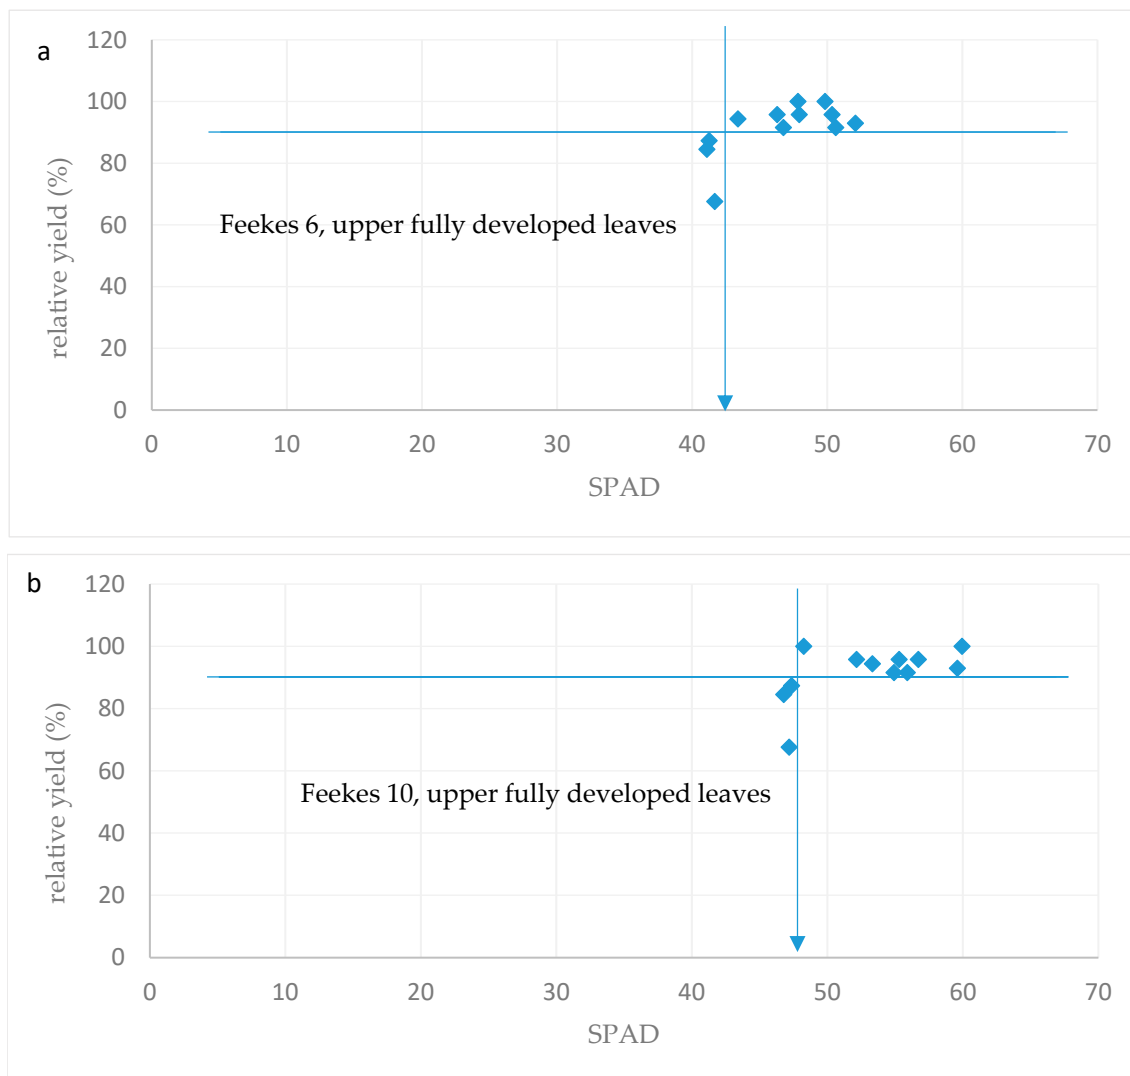 a
120
100
80
60
40
20
0
relative yield (%)
Feekes 6, upper fully developed leaves
0 10 20 30 40 50 60 70
SPAD
b
120
100
80
60
40
20
0
relative yield (%)
Feekes 10, upper fully developed leaves
0 10 20 30 40 50 60 70
SPAD